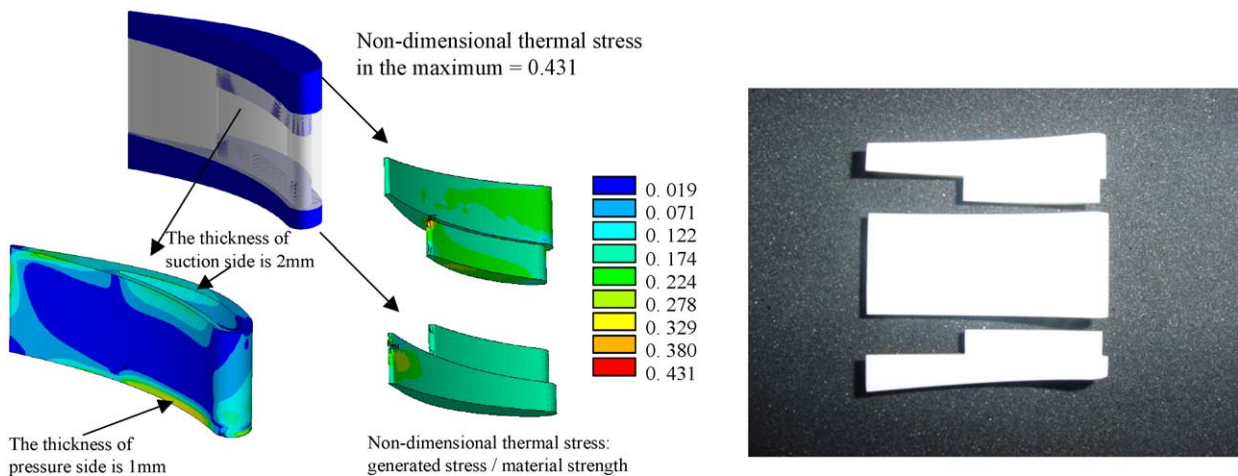 Non-dimensional thermal stress
in the maximum = 0.431
The thickness of
suction side is 2mm
0. 019
0. 071
0. 122
0. 174
0. 224
0. 278
0. 329
0. 380
0. 431
The thickness of
pressure side is 1mm
Non-dimensional thermal stress:
generated stress / material strength